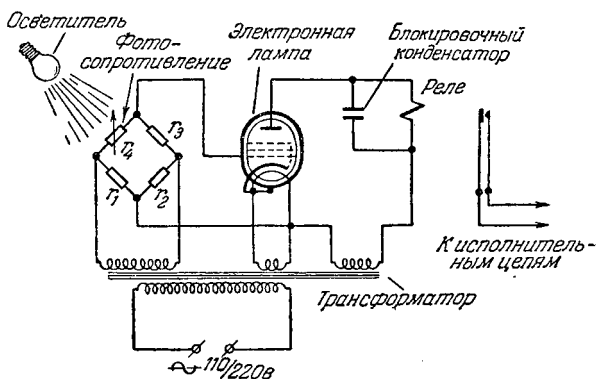 Осветитель
Фото-
сопротивление
Электронная
лампа
Блокировочный
конденсатор
Реле
r4
r3
r1
r2
К исполнитель-
ным цепям
Трансформатор
~ 110/220в